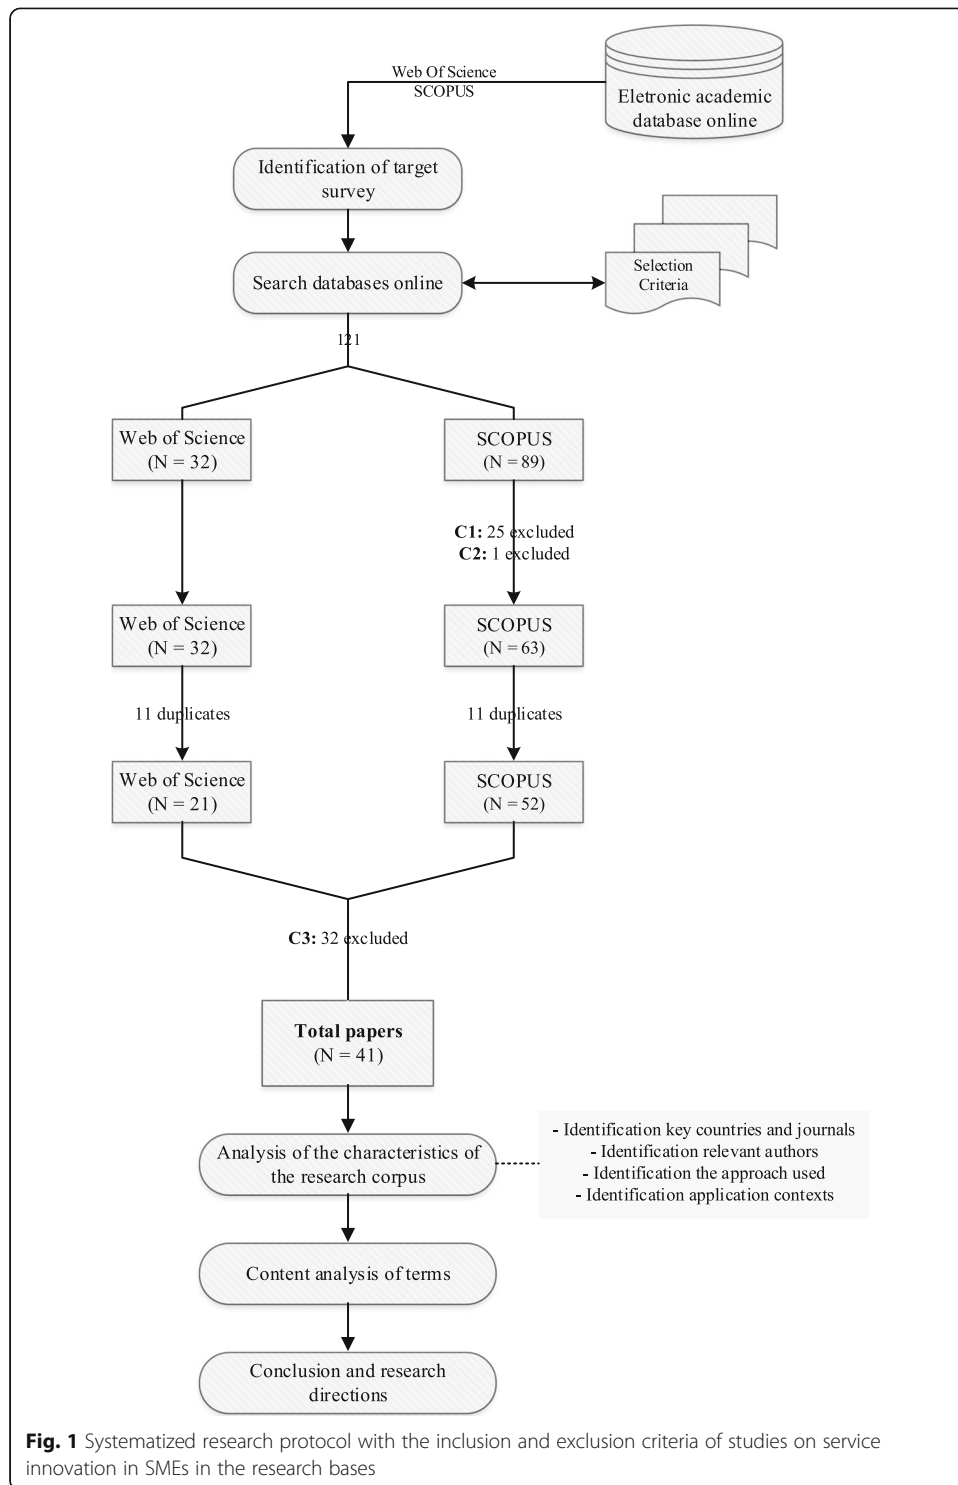 Web Of Science
SCOPUS
Eletronic academic
database online
Identification of target
survey
Search databases online
Selection
Criteria
121
Web of Science
(N = 32)
SCOPUS
(N = 89)
C1: 25 excluded
C2: 1 excluded
Web of Science
(N = 32)
SCOPUS
(N = 63)
11 duplicates
11 duplicates
Web of Science
(N = 21)
SCOPUS
(N = 52)
C3: 32 excluded
Total papers
(N = 41)
Analysis of the characteristics of
the research corpus
- Identification key countries and journals
- Identification relevant authors
- Identification the approach used
- Identification application contexts
Content analysis of terms
Conclusion and research
directions
Fig. 1 Systematized research protocol with the inclusion and exclusion criteria of studies on service
innovation in SMEs in the research bases